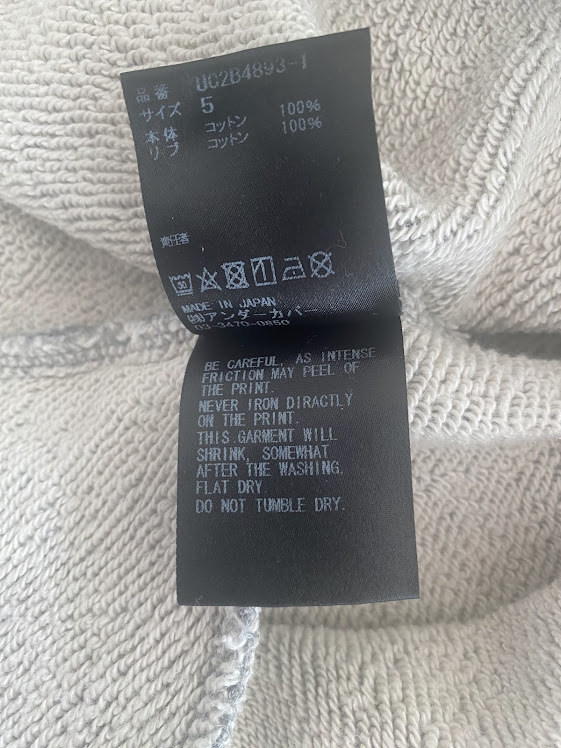 品番 UC2B4893-1
サイズ 5
本体 コットン 100%
リブ コットン 100%
責任者
MADE IN JAPAN
㈱アンダーカバー
03-3470-0850
BE CAREFUL, AS INTENSE
FRICTION MAY PEEL OF
THE PRINT.
NEVER IRON DIRACTLY
ON THE PRINT.
THIS GARMENT WILL
SHRINK, SOMEWHAT
AFTER THE WASHING.
FLAT DRY.
DO NOT TUMBLE DRY.